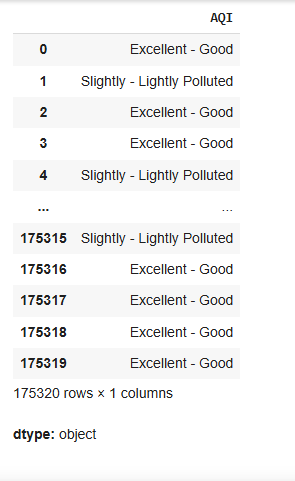 AQI
0 Excellent - Good
1 Slightly - Lightly Polluted
2 Excellent - Good
3 Excellent - Good
4 Slightly - Lightly Polluted
... ...
175315 Slightly - Lightly Polluted
175316 Excellent - Good
175317 Excellent - Good
175318 Excellent - Good
175319 Excellent - Good
175320 rows × 1 columns
dtype: object